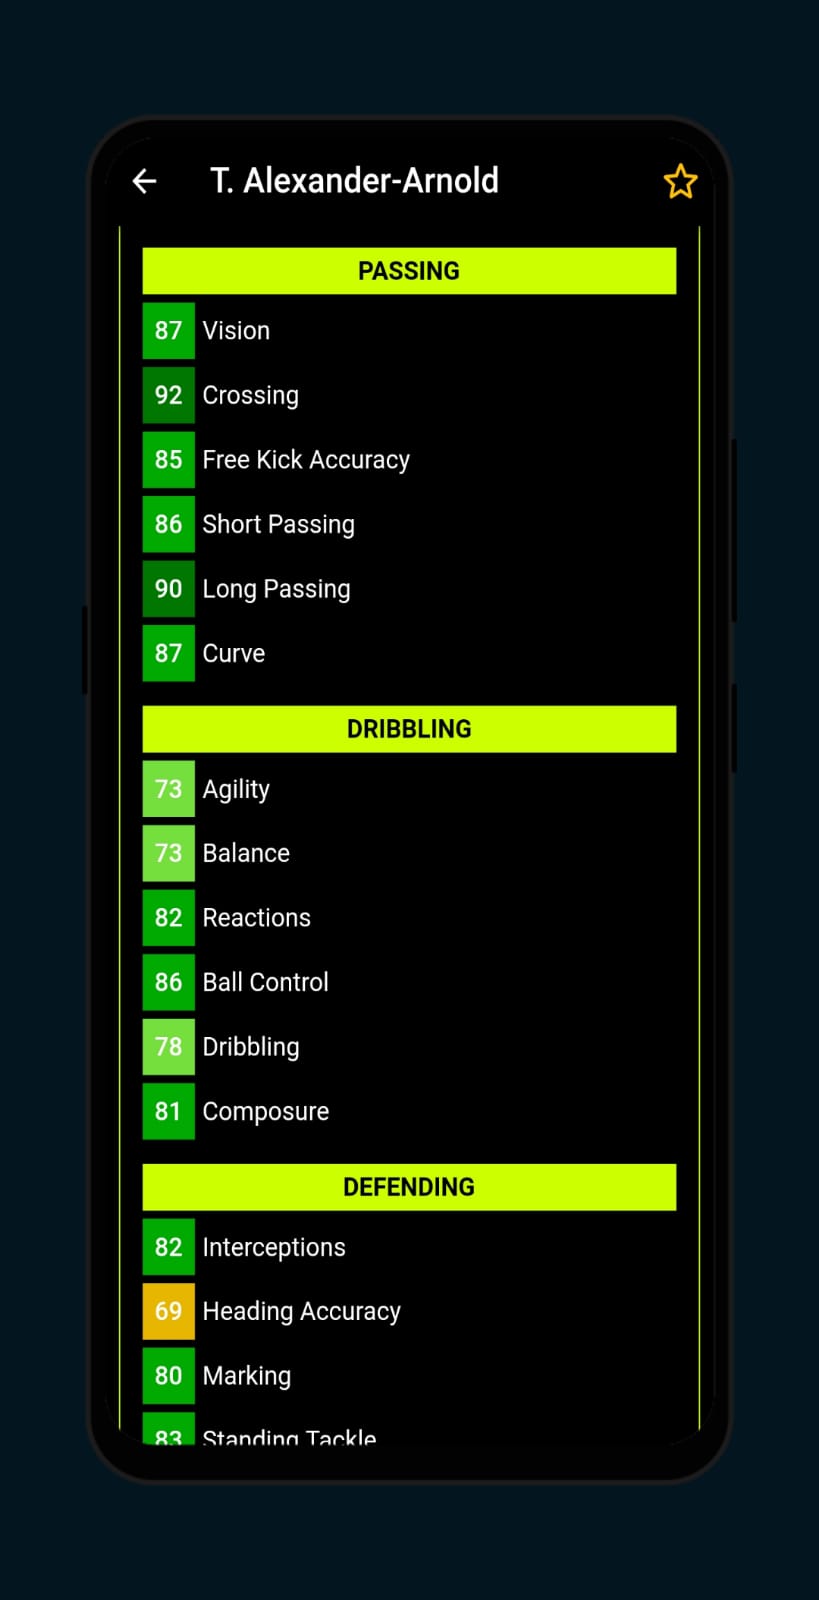 T. Alexander-Arnold
PASSING
87 Vision
92 Crossing
85 Free Kick Accuracy
86 Short Passing
90 Long Passing
87 Curve
DRIBBLING
73 Agility
73 Balance
82 Reactions
86 Ball Control
78 Dribbling
81 Composure
DEFENDING
82 Interceptions
69 Heading Accuracy
80 Marking
83 Standing Tackle